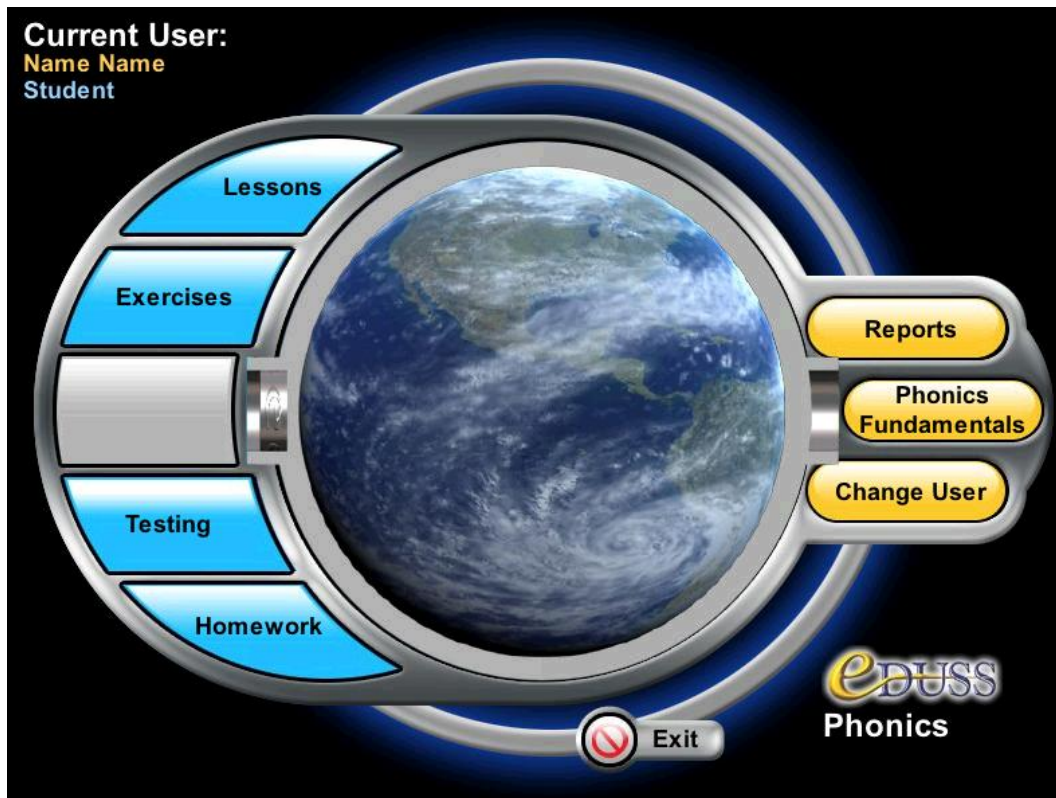 Current User:
Name Name
Student
Lessons
Exercises
Testing
Homework
Reports
Phonics
Fundamentals
Change User
eDUSS
Phonics
Exit